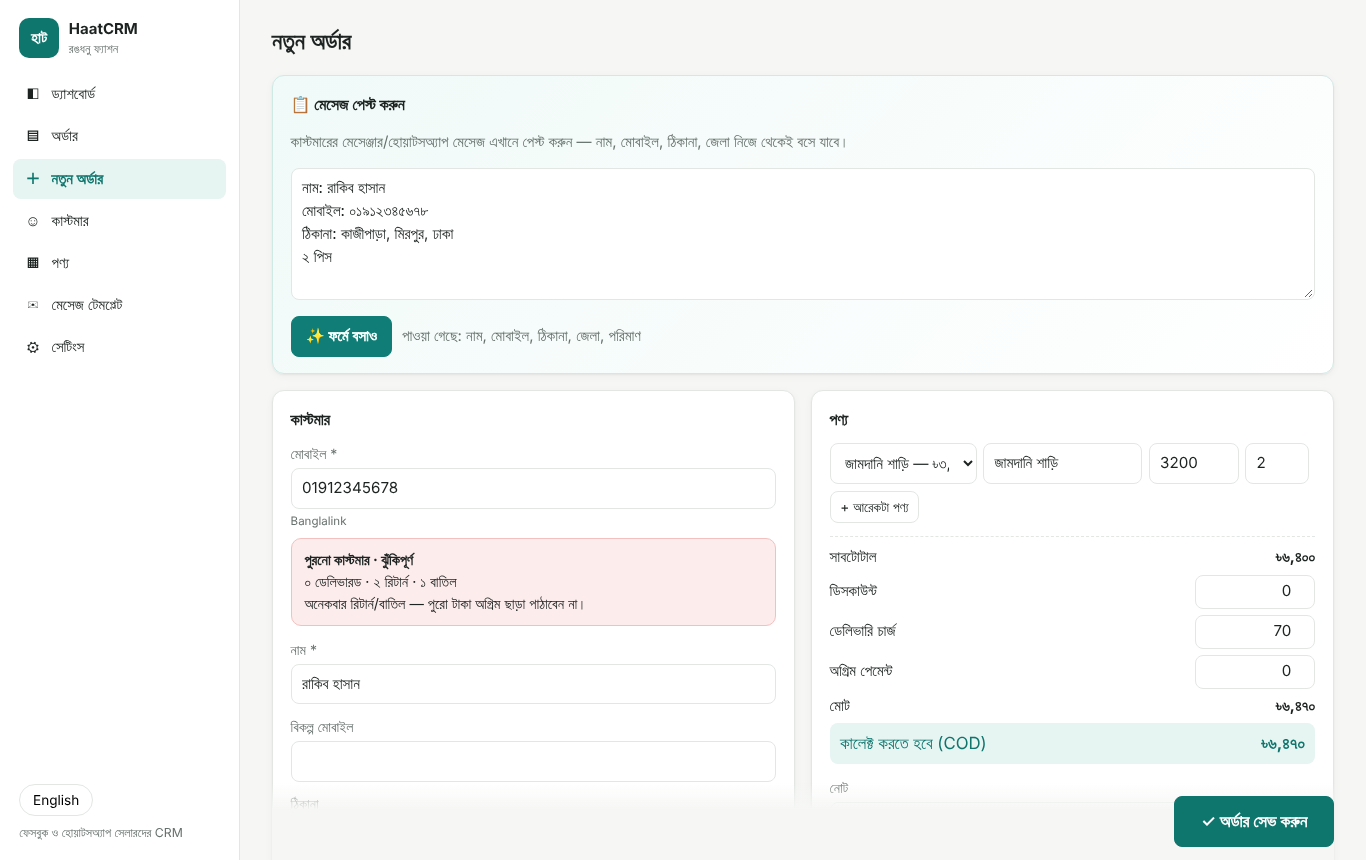 হাট
HaatCRM
রঙধনু ফ্যাশন
ড্যাশবোর্ড
অর্ডার
নতুন অর্ডার
কাস্টমার
পণ্য
মেসেজ টেমপ্লেট
সেটিংস
English
ফেসবুক ও হোয়াটসঅ্যাপ সেলারদের CRM
নতুন অর্ডার
📋 মেসেজ পেস্ট করুন
কাস্টমারের মেসেঞ্জার/হোয়াটসঅ্যাপ মেসেজ এখানে পেস্ট করুন — নাম, মোবাইল, ঠিকানা, জেলা নিজে থেকেই বসে যাবে।
নাম: রাকিব হাসান
মোবাইল: ০১৯১২৩৪৫৬৭৮
ঠিকানা: কাজীপাড়া, মিরপুর, ঢাকা
২ পিস
✨ ফর্মে বসাও
পাওয়া গেছে: নাম, মোবাইল, ঠিকানা, জেলা, পরিমাণ
কাস্টমার
মোবাইল *
01912345678
Banglalink
পুরনো কাস্টমার · ঝুঁকিপূর্ণ
০ ডেলিভারড · ২ রিটার্ন · ১ বাতিল
অনেকবার রিটার্ন/বাতিল — পুরো টাকা অগ্রিম ছাড়া পাঠাবেন না।
নাম *
রাকিব হাসান
বিকল্প মোবাইল
ঠিকানা
পণ্য
জামদানি শাড়ি — ৳৩,
জামদানি শাড়ি
3200
2
+ আরেকটা পণ্য
সাবটোটাল ৳৬,৪০০
ডিসকাউন্ট 0
ডেলিভারি চার্জ 70
অগ্রিম পেমেন্ট 0
মোট ৳৬,৪৭০
কালেক্ট করতে হবে (COD) ৳৬,৪৭০
নোট
✓ অর্ডার সেভ করুন